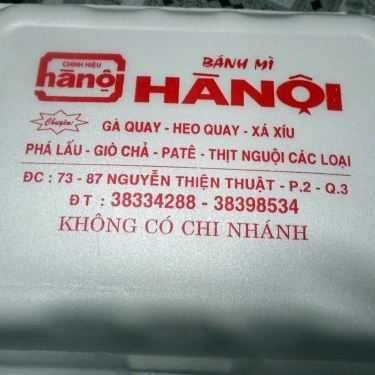 CHÍNH HIỆU
hànội
BÁNH MÌ
HÀNỘI
Chuyên:
GÀ QUAY - HEO QUAY - XÁ XÍU
PHÁ LẤU - GIÒ CHẢ - PATÊ - THỊT NGUỘI CÁC LOẠI
ĐC : 73 - 87 NGUYỄN THIỆN THUẬT - P.2 - Q.3
ĐT : 38334288 - 38398534
KHÔNG CÓ CHI NHÁNH